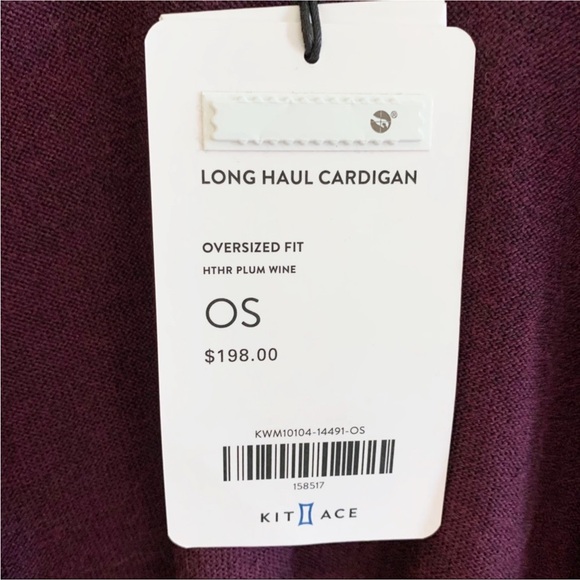 ®
LONG HAUL CARDIGAN
OVERSIZED FIT
HTHR PLUM WINE
OS
$198.00
KWM10104-14491-OS
158517
KIT ACE